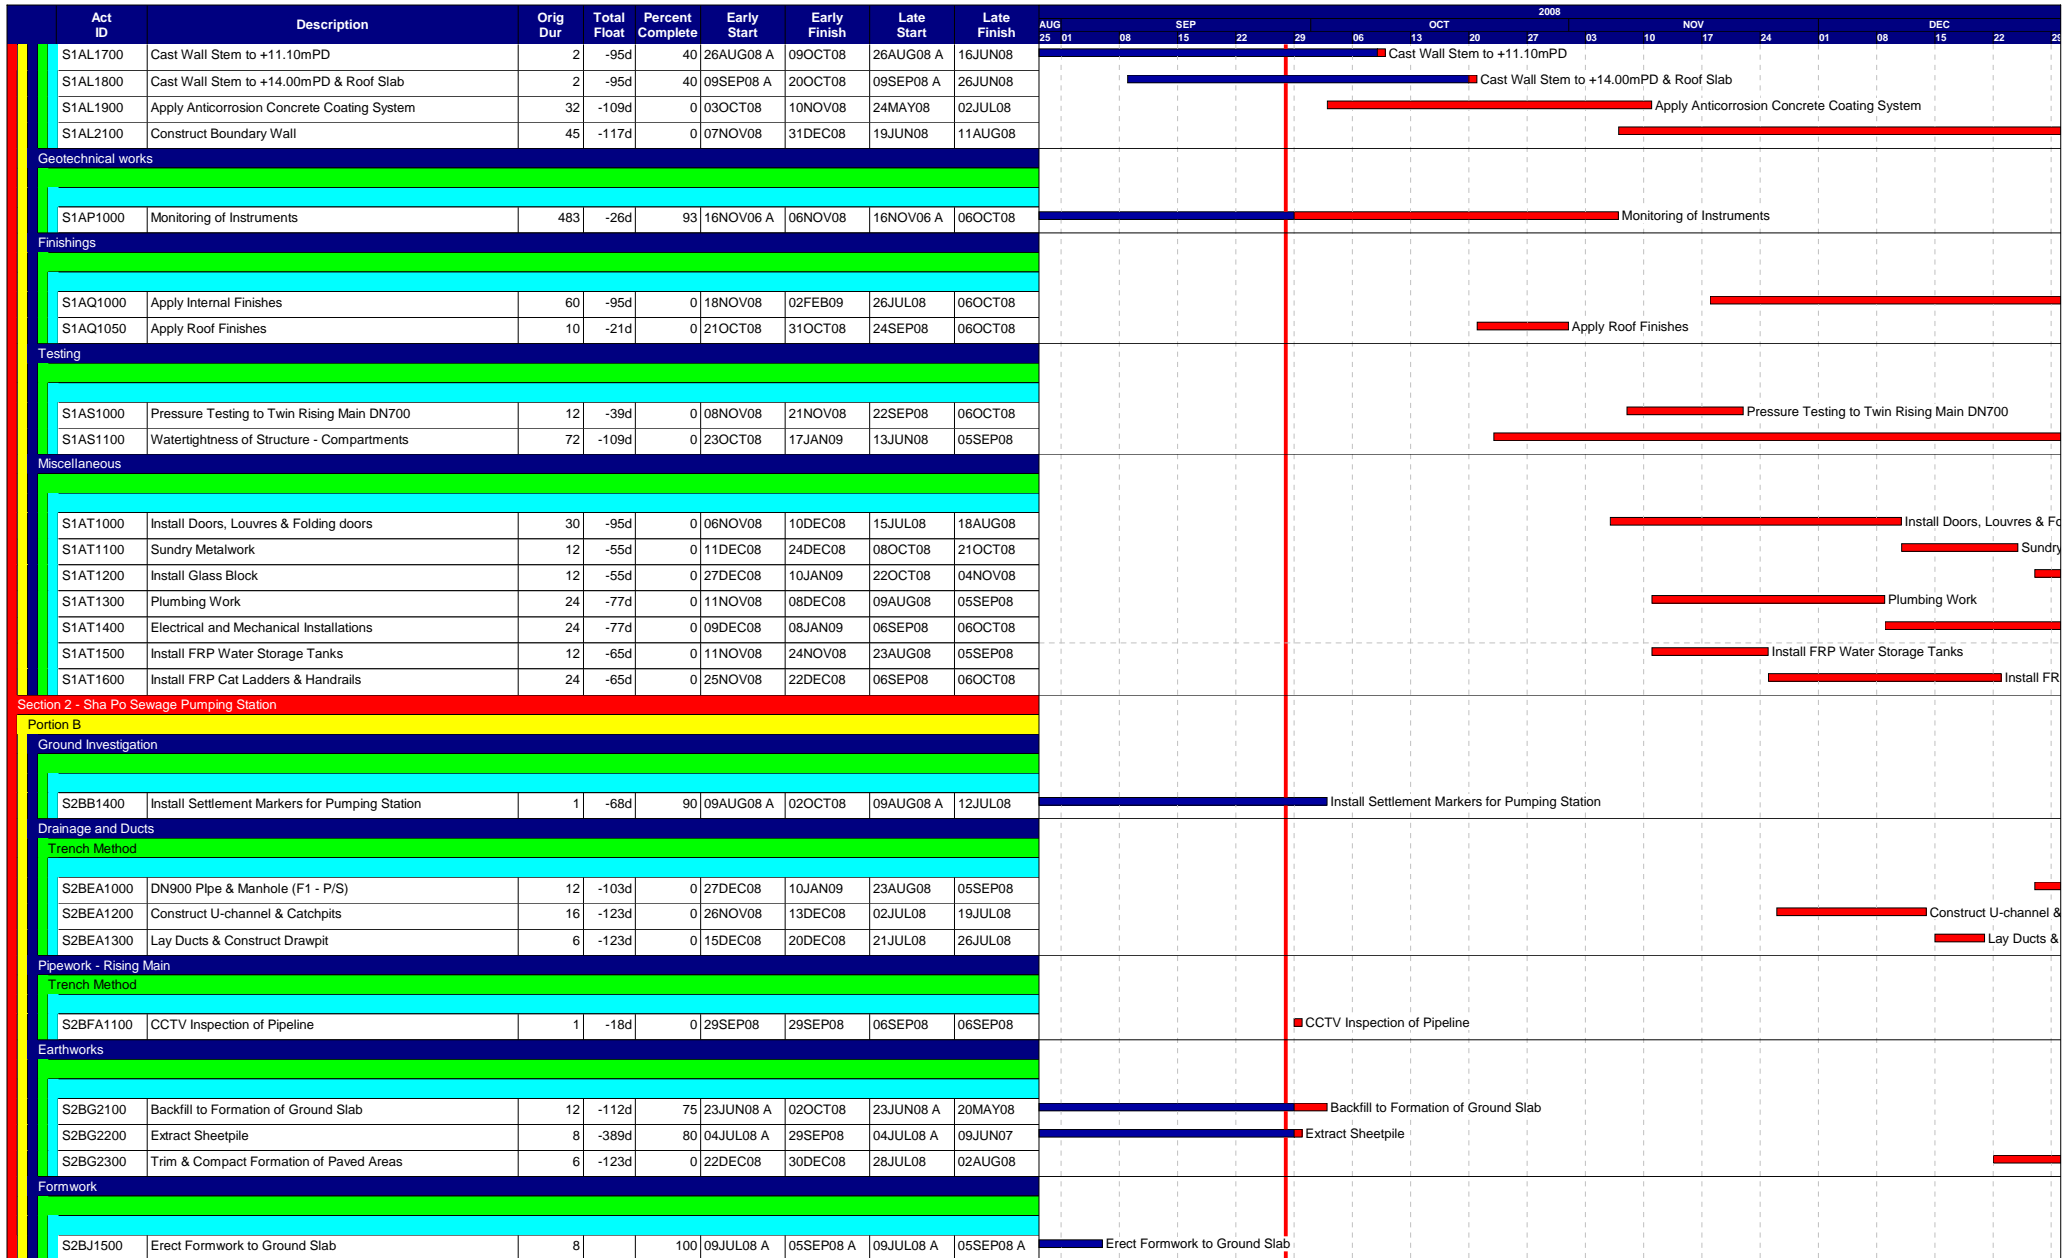 Act ID Description Orig Dur Total Float Percent Complete Early Start Early Finish Late Start Late Finish
2008
AUG SEP OCT NOV DEC
25 01 08 15 22 29 06 13 20 27 03 10 17 24 01 08 15 22 29
S1AL1700 Cast Wall Stem to +11.10mPD 2 -95d 40 26AUG08 A 09OCT08 26AUG08 A 16JUN08 Cast Wall Stem to +11.10mPD
S1AL1800 Cast Wall Stem to +14.00mPD & Roof Slab 2 -95d 40 09SEP08 A 20OCT08 09SEP08 A 26JUN08 Cast Wall Stem to +14.00mPD & Roof Slab
S1AL1900 Apply Anticorrosion Concrete Coating System 32 -109d 0 03OCT08 10NOV08 24MAY08 02JUL08 Apply Anticorrosion Concrete Coating System
S1AL2100 Construct Boundary Wall 45 -117d 0 07NOV08 31DEC08 19JUN08 11AUG08
Geotechnical works
S1AP1000 Monitoring of Instruments 483 -26d 93 16NOV06 A 06NOV08 16NOV06 A 06OCT08 Monitoring of Instruments
Finishings
S1AQ1000 Apply Internal Finishes 60 -95d 0 18NOV08 02FEB09 26JUL08 06OCT08
S1AQ1050 Apply Roof Finishes 10 -21d 0 21OCT08 31OCT08 24SEP08 06OCT08 Apply Roof Finishes
Testing
S1AS1000 Pressure Testing to Twin Rising Main DN700 12 -39d 0 08NOV08 21NOV08 22SEP08 06OCT08 Pressure Testing to Twin Rising Main DN700
S1AS1100 Watertightness of Structure - Compartments 72 -109d 0 23OCT08 17JAN09 13JUN08 05SEP08
Miscellaneous
S1AT1000 Install Doors, Louvres & Folding doors 30 -95d 0 06NOV08 10DEC08 15JUL08 18AUG08 Install Doors, Louvres & Fo
S1AT1100 Sundry Metalwork 12 -55d 0 11DEC08 24DEC08 08OCT08 21OCT08 Sundry
S1AT1200 Install Glass Block 12 -55d 0 27DEC08 10JAN09 22OCT08 04NOV08
S1AT1300 Plumbing Work 24 -77d 0 11NOV08 08DEC08 09AUG08 05SEP08 Plumbing Work
S1AT1400 Electrical and Mechanical Installations 24 -77d 0 09DEC08 08JAN09 06SEP08 06OCT08
S1AT1500 Install FRP Water Storage Tanks 12 -65d 0 11NOV08 24NOV08 23AUG08 05SEP08 Install FRP Water Storage Tanks
S1AT1600 Install FRP Cat Ladders & Handrails 24 -65d 0 25NOV08 22DEC08 06SEP08 06OCT08 Install FR
Section 2 - Sha Po Sewage Pumping Station
Portion B
Ground Investigation
S2BB1400 Install Settlement Markers for Pumping Station 1 -68d 90 09AUG08 A 02OCT08 09AUG08 A 12JUL08 Install Settlement Markers for Pumping Station
Drainage and Ducts
Trench Method
S2BEA1000 DN900 PIpe & Manhole (F1 - P/S) 12 -103d 0 27DEC08 10JAN09 23AUG08 05SEP08
S2BEA1200 Construct U-channel & Catchpits 16 -123d 0 26NOV08 13DEC08 02JUL08 19JUL08 Construct U-channel &
S2BEA1300 Lay Ducts & Construct Drawpit 6 -123d 0 15DEC08 20DEC08 21JUL08 26JUL08 Lay Ducts &
Pipework - Rising Main
Trench Method
S2BFA1100 CCTV Inspection of Pipeline 1 -18d 0 29SEP08 29SEP08 06SEP08 06SEP08 CCTV Inspection of Pipeline
Earthworks
S2BG2100 Backfill to Formation of Ground Slab 12 -112d 75 23JUN08 A 02OCT08 23JUN08 A 20MAY08 Backfill to Formation of Ground Slab
S2BG2200 Extract Sheetpile 8 -389d 80 04JUL08 A 29SEP08 04JUL08 A 09JUN07 Extract Sheetpile
S2BG2300 Trim & Compact Formation of Paved Areas 6 -123d 0 22DEC08 30DEC08 28JUL08 02AUG08
Formwork
S2BJ1500 Erect Formwork to Ground Slab 8 100 09JUL08 A 05SEP08 A 09JUL08 A 05SEP08 A Erect Formwork to Ground Slab